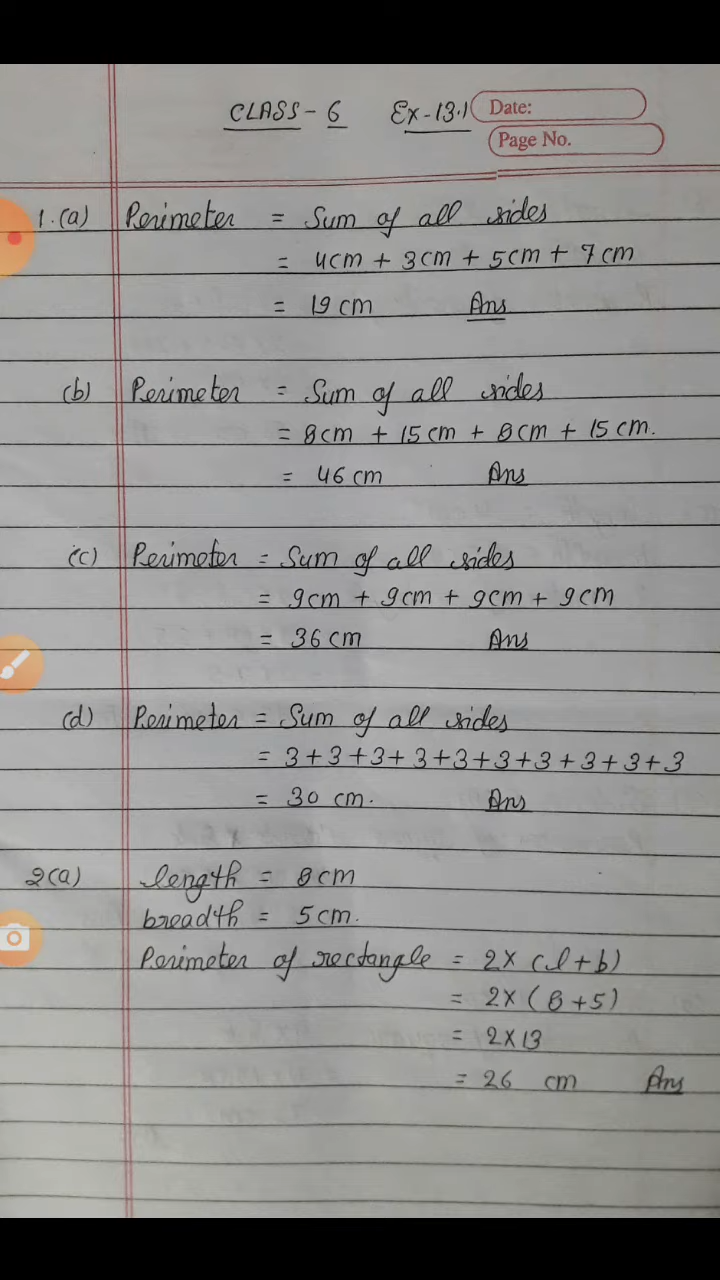 CLASS - 6 Ex-13.1 Date:
Page No.
1.(a) Perimeter = Sum of all sides
= 4cm + 3cm + 5cm + 7cm
= 19 cm Ans
(b) Perimeter = Sum of all sides
= 8cm + 15cm + 8cm + 15cm.
= 46 cm Ans
(c) Perimeter = Sum of all sides
= 9cm + 9cm + 9cm + 9cm
= 36cm Ans
(d) Perimeter = Sum of all sides
= 3+3+3+3+3+3+3+3+3+3
= 30 cm. Ans
2(a) length = 8cm
breadth = 5cm.
Perimeter of rectangle = 2×(l+b)
= 2×(8+5)
= 2×13
= 26 cm Ans